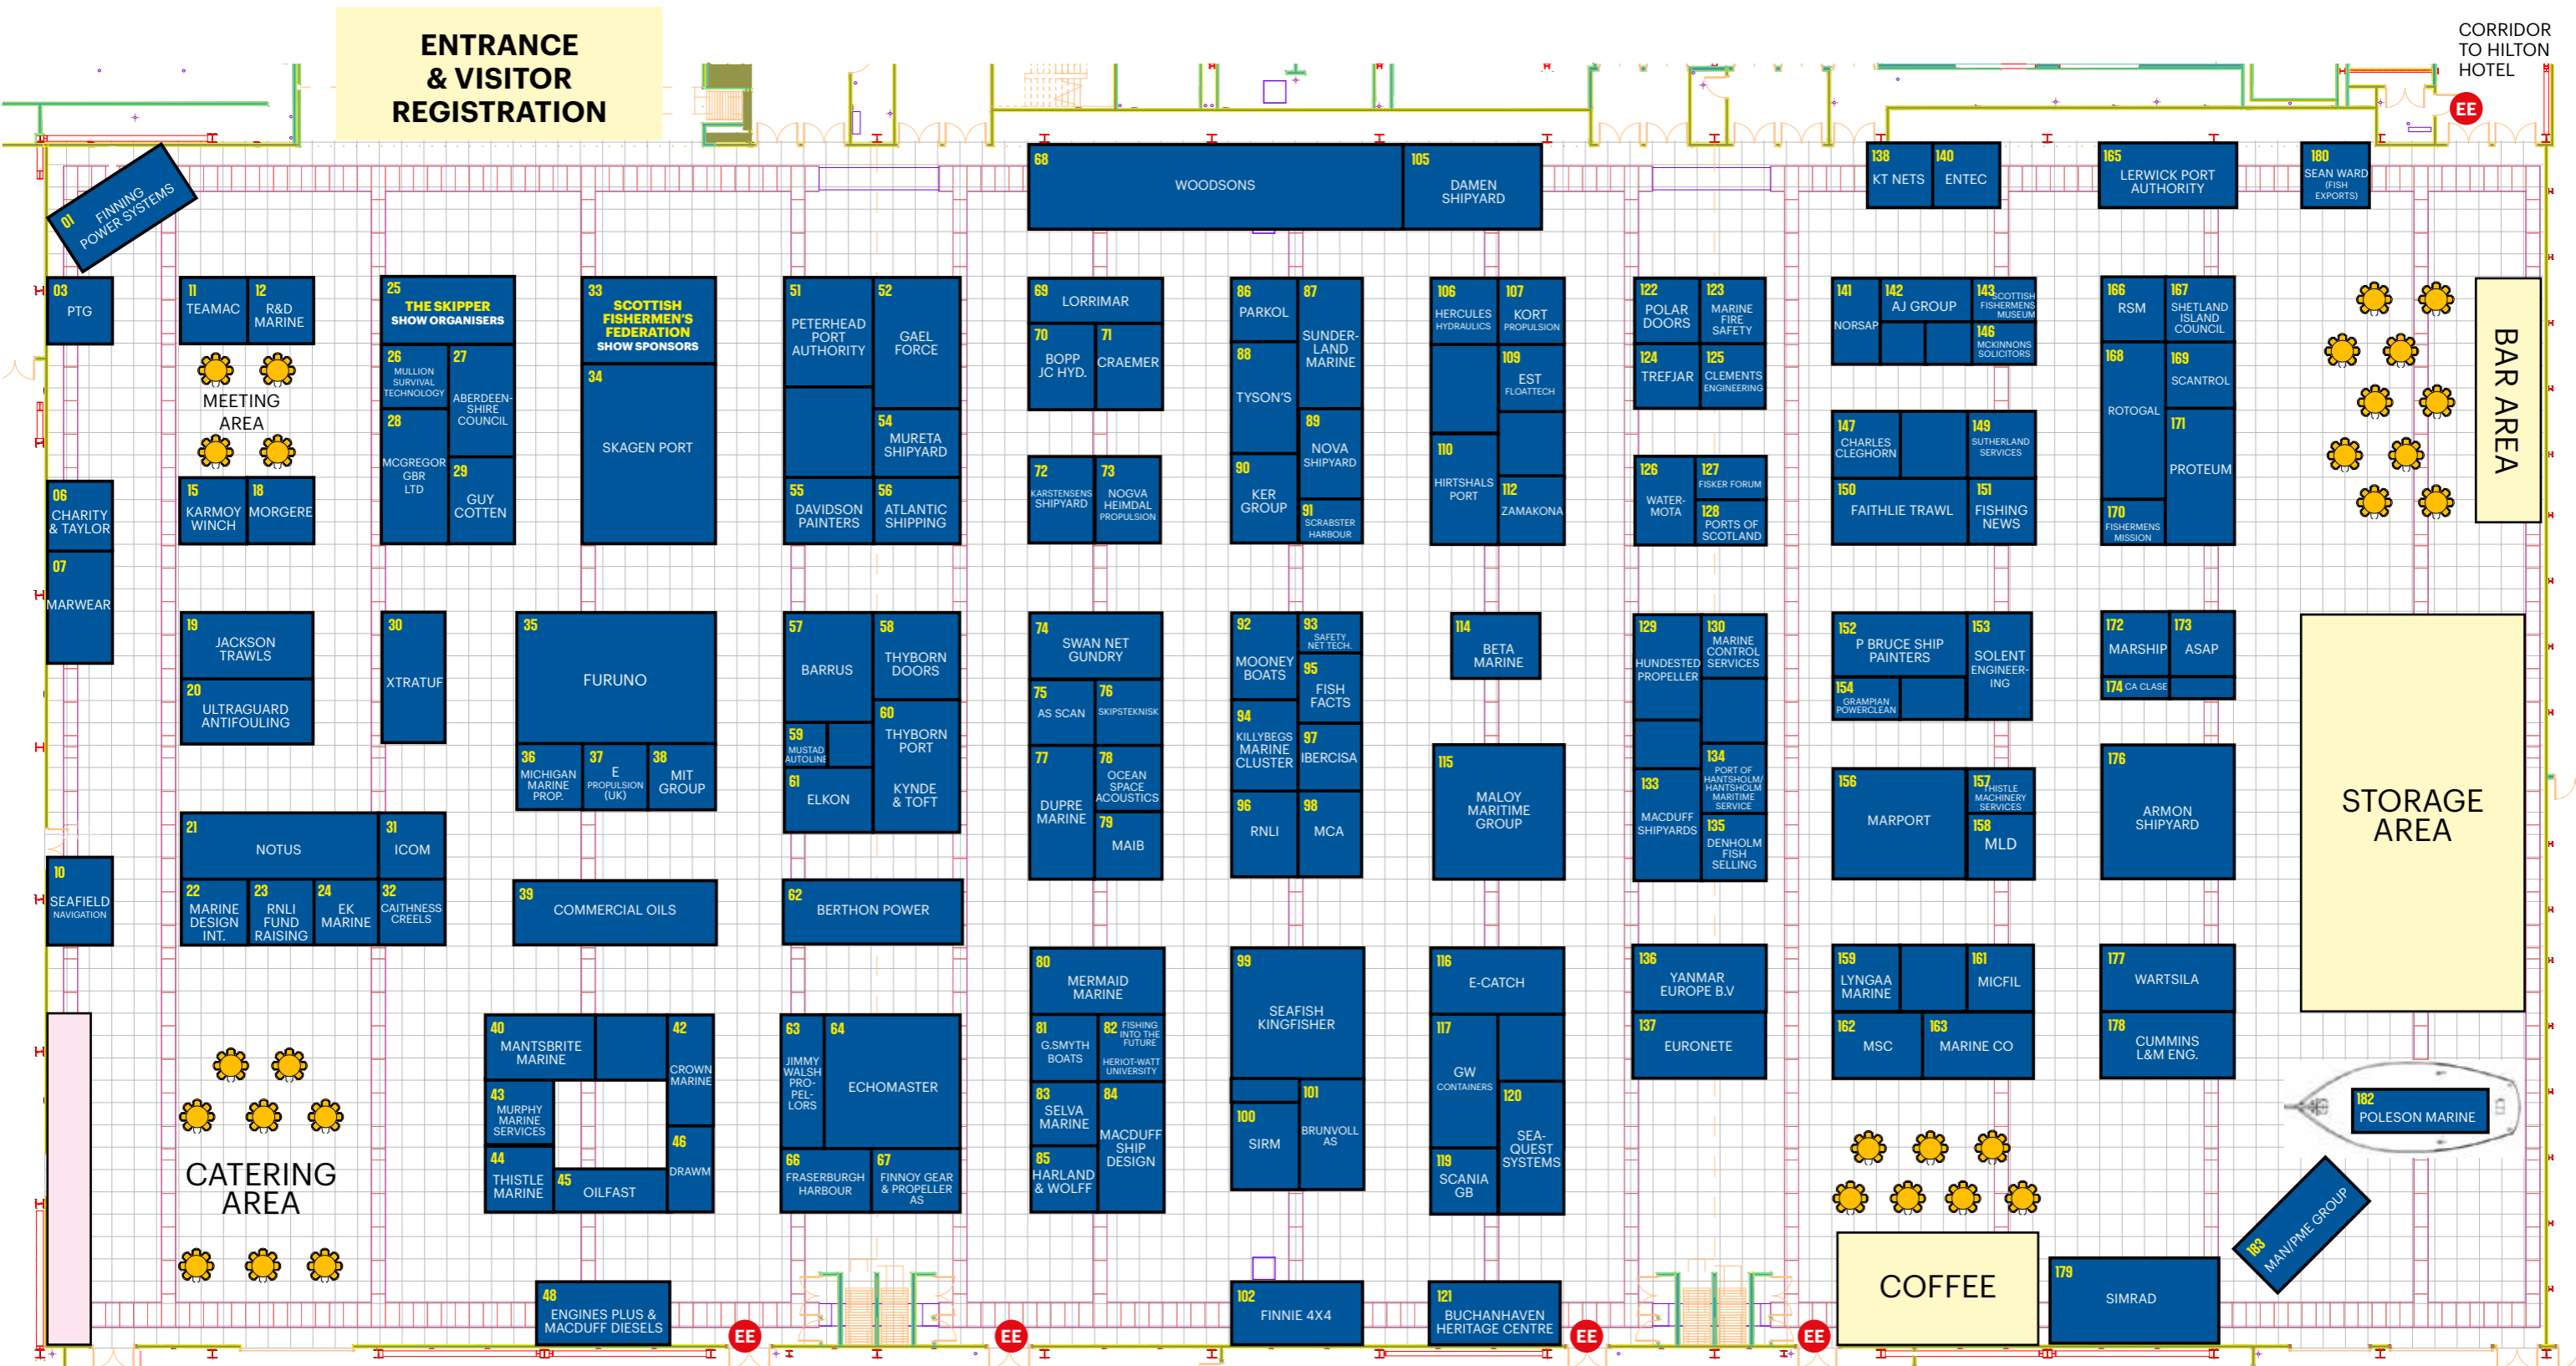 ENTRANCE
& VISITOR
REGISTRATION
CORRIDOR
TO HILTON
HOTEL
EE
01
FINNING
POWER SYSTEMS
68
WOODSONS
105
DAMEN
SHIPYARD
138
KT NETS
140
ENTEC
165
LERWICK PORT
AUTHORITY
180
SEAN WARD
(FISH
EXPORTS)
03
PTG
11
TEAMAC
12
R&D
MARINE
MEETING
AREA
15
KARMOY
WINCH
18
MORGERE
06
CHARITY
& TAYLOR
07
MARWEAR
25
THE SKIPPER
SHOW ORGANISERS
26
MULLION
SURVIVAL
TECHNOLOGY
27
ABERDEEN-
SHIRE
COUNCIL
28
MCGREGOR
GBR
LTD
29
GUY
COTTEN
33
SCOTTISH
FISHERMEN'S
FEDERATION
SHOW SPONSORS
34
SKAGEN PORT
51
PETERHEAD
PORT
AUTHORITY
52
GAEL
FORCE
54
MURETA
SHIPYARD
55
DAVIDSON
PAINTERS
56
ATLANTIC
SHIPPING
69
LORRIMAR
70
BOPP
JC HYD.
71
CRAEMER
72
KARSTENSENS
SHIPYARD
73
NOGVA
HEIMDAL
PROPULSION
86
PARKOL
87
SUNDER-
LAND
MARINE
88
TYSON'S
89
NOVA
SHIPYARD
90
KER
GROUP
91
SCRABSTER
HARBOUR
106
HERCULES
HYDRAULICS
107
KORT
PROPULSION
109
EST
FLOATTECH
110
HIRTSHALS
PORT
112
ZAMAKONA
122
POLAR
DOORS
123
MARINE
FIRE
SAFETY
124
TREFJAR
125
CLEMENTS
ENGINEERING
126
WATER-
MOTA
127
FISKER FORUM
128
PORTS OF
SCOTLAND
141
NORSAP
142
AJ GROUP
143
SCOTTISH
FISHERMENS
MUSEUM
146
MCKINNONS
SOLICITORS
147
CHARLES
CLEGHORN
149
SUTHERLAND
SERVICES
150
FAITHLIE TRAWL
151
FISHING
NEWS
166
RSM
167
SHETLAND
ISLAND
COUNCIL
168
ROTOGAL
169
SCANTROL
170
FISHERMENS
MISSION
171
PROTEUM
BAR AREA
19
JACKSON
TRAWLS
20
ULTRAGUARD
ANTIFOULING
30
XTRATUF
35
FURUNO
36
MICHIGAN
MARINE
PROP.
37
E
PROPULSION
(UK)
38
MIT
GROUP
57
BARRUS
58
THYBORN
DOORS
59
MUSTAD
AUTOLINE
60
THYBORN
PORT
KYNDE
& TOFT
61
ELKON
74
SWAN NET
GUNDRY
75
AS SCAN
76
SKIPSTEKNISK
77
DUPRE
MARINE
78
OCEAN
SPACE
ACOUSTICS
79
MAIB
92
MOONEY
BOATS
93
SAFETY
NET TECH.
94
KILLYBEGS
MARINE
CLUSTER
95
FISH
FACTS
96
RNLI
97
IBERCISA
98
MCA
114
BETA
MARINE
115
MALOY
MARITIME
GROUP
129
HUNDESTED
PROPELLER
130
MARINE
CONTROL
SERVICES
133
MACDUFF
SHIPYARDS
134
PORT OF
HANTSHOLM/
HANTSHOLM
MARITIME
SERVICE
135
DENHOLM
FISH
SELLING
152
P BRUCE SHIP
PAINTERS
153
SOLENT
ENGINEER-
ING
154
GRAMPIAN
POWERCLEAN
156
MARPORT
157
THISTLE
MACHINERY
SERVICES
158
MLD
172
MARSHIP
173
ASAP
174 CA CLASE
176
ARMON
SHIPYARD
STORAGE
AREA
10
SEAFIELD
NAVIGATION
21
NOTUS
31
ICOM
22
MARINE
DESIGN
INT.
23
RNLI
FUND
RAISING
24
EK
MARINE
32
CAITHNESS
CREELS
39
COMMERCIAL OILS
62
BERTHON POWER
40
MANTSBRITE
MARINE
42
CROWN
MARINE
43
MURPHY
MARINE
SERVICES
44
THISTLE
MARINE
45
OILFAST
46
DRAWM
48
ENGINES PLUS &
MACDUFF DIESELS
63
JIMMY
WALSH
PRO-
PEL-
LORS
64
ECHOMASTER
66
FRASERBURGH
HARBOUR
67
FINNOY GEAR
& PROPELLER
AS
80
MERMAID
MARINE
81
G.SMYTH
BOATS
82
FISHING
INTO THE
FUTURE
HERIOT-WATT
UNIVERSITY
83
SELVA
MARINE
84
MACDUFF
SHIP
DESIGN
85
HARLAND
& WOLFF
99
SEAFISH
KINGFISHER
100
SIRM
101
BRUNVOLL
AS
102
FINNIE 4X4
116
E-CATCH
117
GW
CONTAINERS
119
SCANIA
GB
120
SEA-
QUEST
SYSTEMS
121
BUCHANHAVEN
HERITAGE CENTRE
136
YANMAR
EUROPE B.V
137
EURONETE
159
LYNGAA
MARINE
161
MICFIL
162
MSC
163
MARINE CO
177
WARTSILA
178
CUMMINS
L&M ENG.
182
POLESON MARINE
183
MAN/PME GROUP
179
SIMRAD
COFFEE
CATERING
AREA
EE
EE
EE
EE